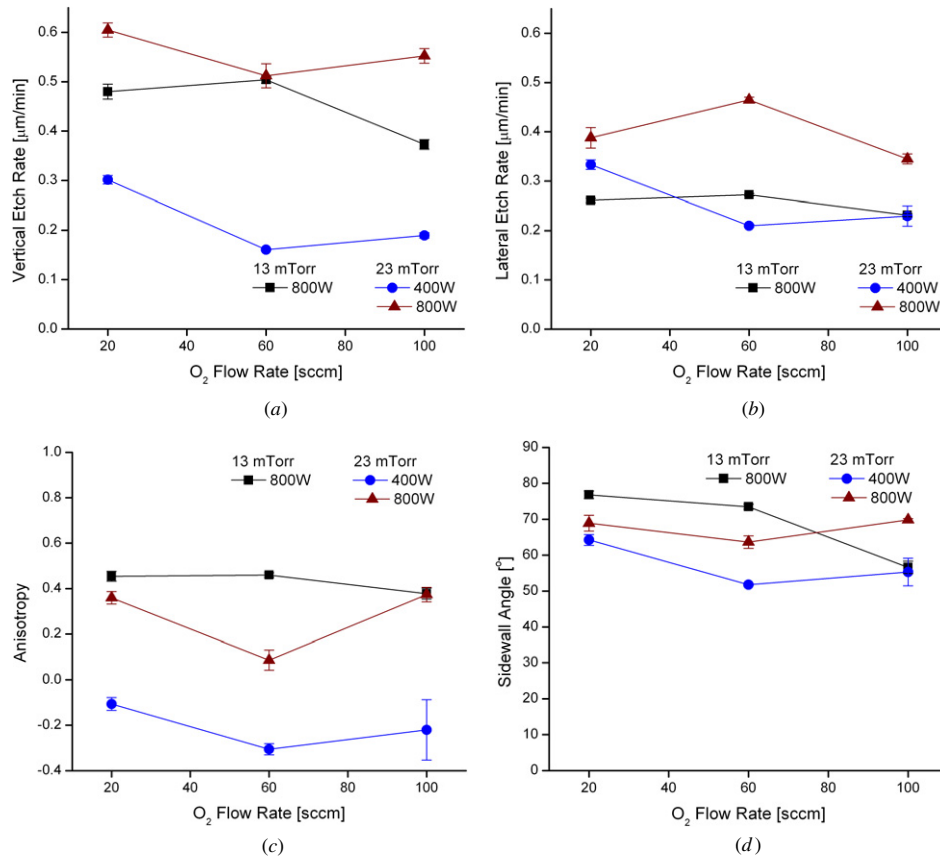 Vertical Etch Rate [μm/min]
0.6
0.5
0.4
0.3
0.2
0.1
0.0
13 mTorr 23 mTorr
800W 400W
800W
20 40 60 80 100
O2 Flow Rate [sccm]
(a)
Lateral Etch Rate [μm/min]
0.6
0.5
0.4
0.3
0.2
0.1
0.0
13 mTorr 23 mTorr
800W 400W
800W
20 40 60 80 100
O2 Flow Rate [sccm]
(b)
Anisotropy
1.0
0.8
0.6
0.4
0.2
0.0
-0.2
-0.4
13 mTorr 23 mTorr
800W 400W
800W
20 40 60 80 100
O2 Flow Rate [sccm]
(c)
Sidewall Angle [°]
90
80
70
60
50
40
30
20
10
0
13 mTorr 23 mTorr
800W 400W
800W
20 40 60 80 100
O2 Flow Rate [sccm]
(d)